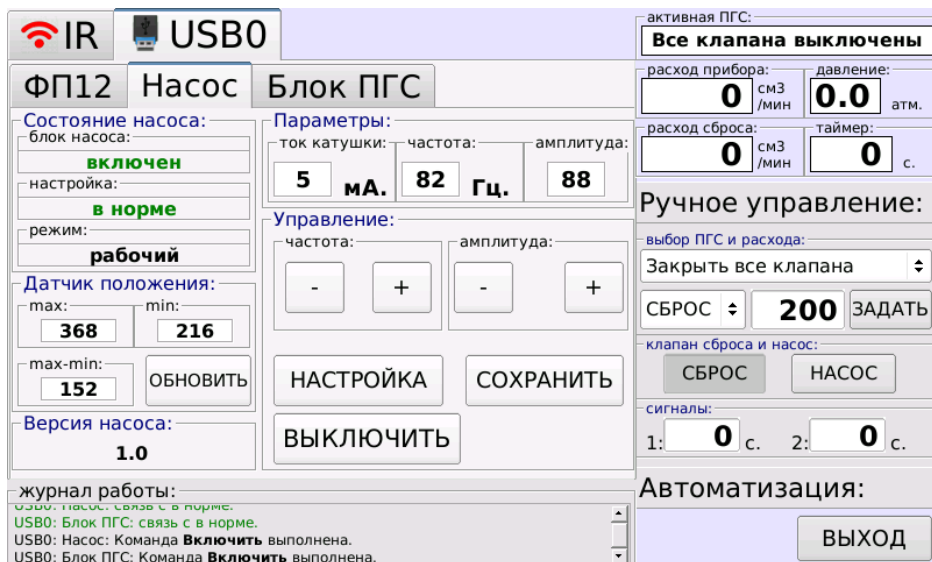 IR USB0
ФП12 Насос Блок ПГС
Состояние насоса:
блок насоса:
включен
настройка:
в норме
режим:
рабочий
Датчик положения:
max: min:
368 216
max-min:
152 ОБНОВИТЬ
Версия насоса:
1.0
Параметры:
ток катушки: частота: амплитуда:
5 мА. 82 Гц. 88
Управление:
частота: амплитуда:
- + - +
НАСТРОЙКА СОХРАНИТЬ
ВЫКЛЮЧИТЬ
журнал работы:
USB0: Насос: связь с в норме.
USB0: Блок ПГС: связь с в норме.
USB0: Насос: Команда Включить выполнена.
USB0: Блок ПГС: Команда Включить выполнена.
активная ПГС:
Все клапана выключены
расход прибора: давление:
0 см3 /мин 0.0 атм.
расход сброса: таймер:
0 см3 /мин 0 с.
Ручное управление:
выбор ПГС и расхода:
Закрыть все клапана
СБРОС 200 ЗАДАТЬ
клапан сброса и насос:
СБРОС НАСОС
сигналы:
1: 0 с. 2: 0 с.
Автоматизация:
ВЫХОД